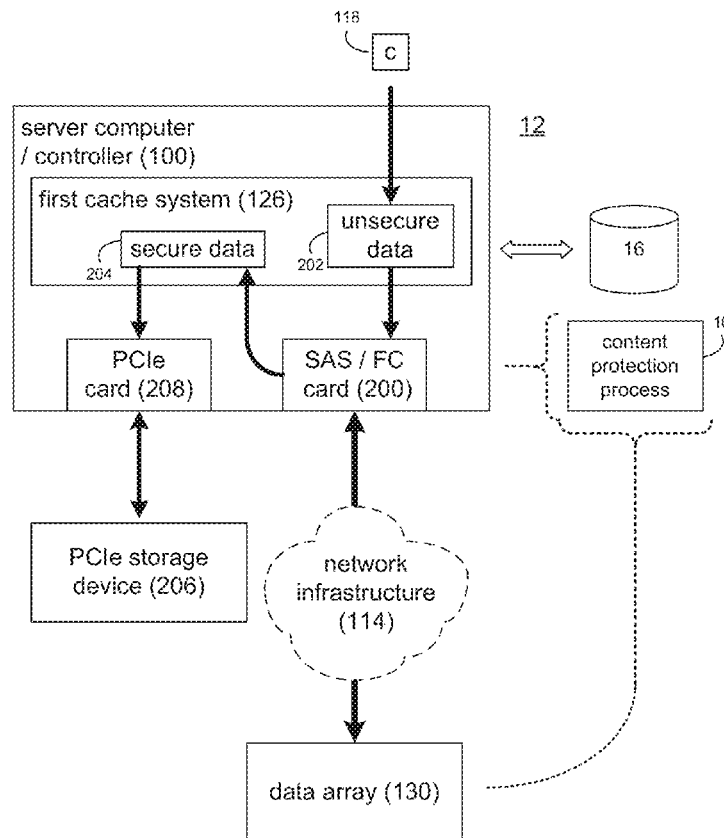 118
C
12
server computer
/ controller (100)
first cache system (126)
unsecure
data
secure data
204
202
16
PCIe
card (208)
SAS / FC
card (200)
content
protection
process
PCIe storage
device (206)
network
infrastructure
(114)
data array (130)